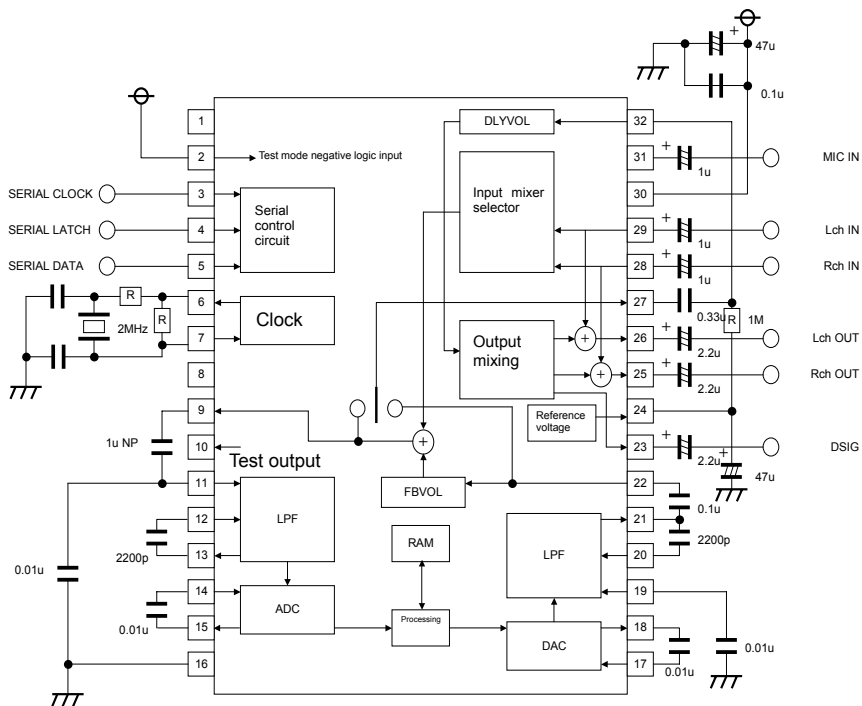 47u
+
0.1u
1
DLYVOL
32
2
Test mode negative logic input
31
+
1u
MIC IN
SERIAL CLOCK
3
Serial
control
circuit
Input mixer
selector
30
SERIAL LATCH
4
29
+
1u
Lch IN
SERIAL DATA
5
28
+
1u
Rch IN
6
R
R
2MHz
Clock
27
0.33u
R
1M
7
Output
mixing
+
26
+
2.2u
Lch OUT
8
+
25
+
2.2u
Rch OUT
9
Reference
voltage
24
1u NP
10
Test output
+
23
+
2.2u
DSIG
+
47u
11
LPF
FBVOL
22
0.1u
12
2200p
RAM
LPF
21
2200p
13
20
0.01u
14
ADC
19
15
0.01u
Processing
DAC
18
0.01u
0.01u
16
17